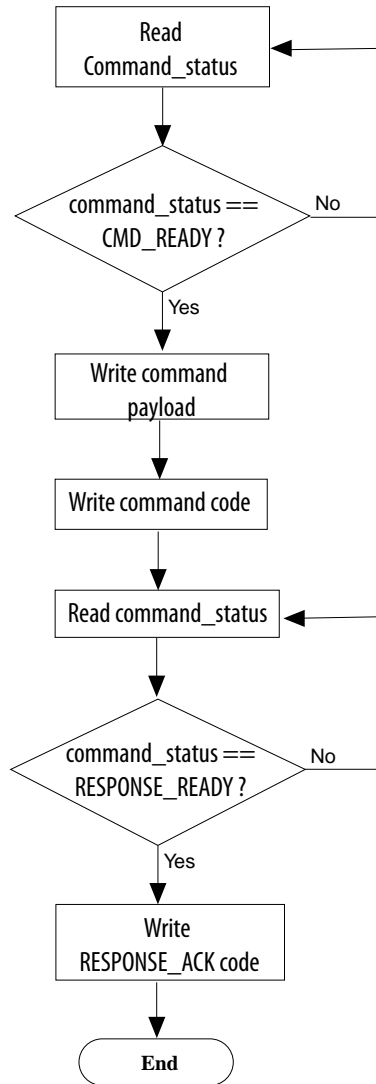 Read
Command_status
command_status ==
CMD_READY ?
No
Yes
Write command
payload
Write command code
Read command_status
command_status ==
RESPONSE_READY ?
No
Yes
Write
RESPONSE_ACK code
End